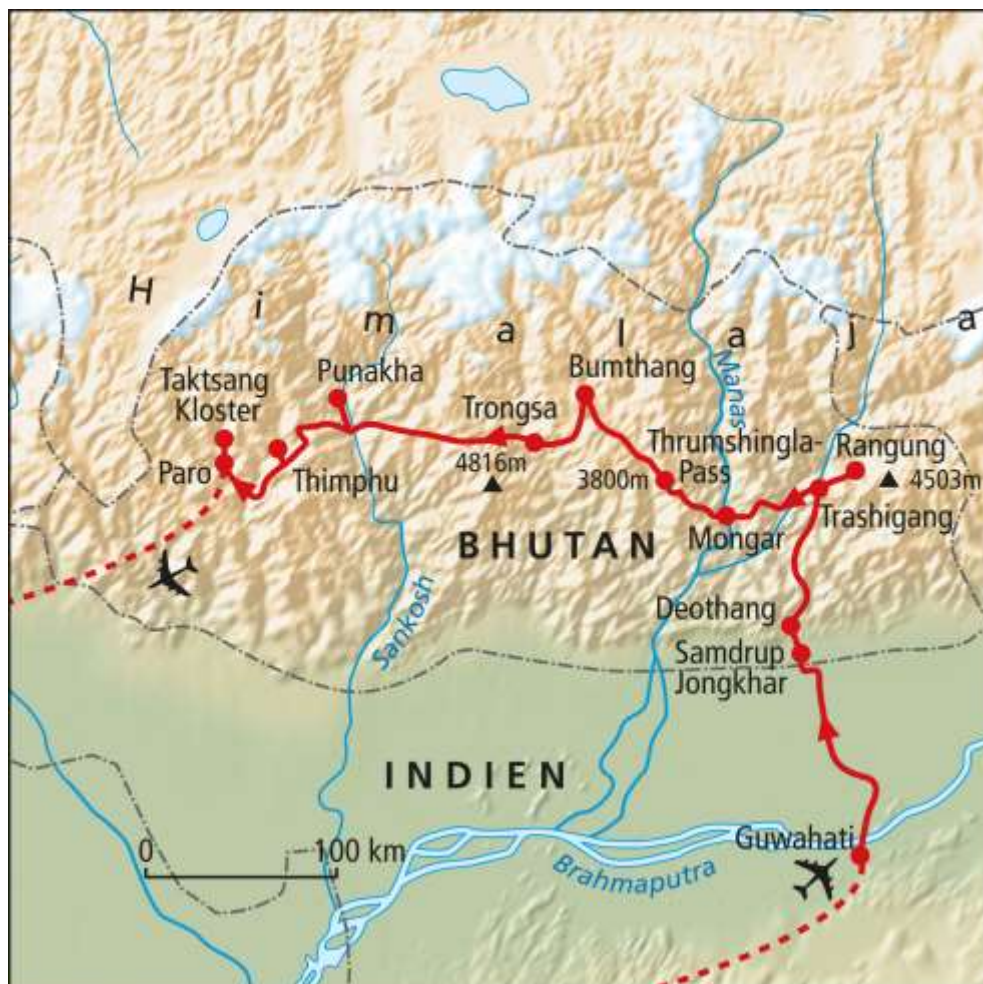 H i m a l a j a
Punakha
Bumthang
Taktsang
Kloster
Trongsa
Manas
Thrumshingla-
Pass
Rangung
Paro
Thimphu
4816m
3800m
4503m
Trashigang
BHUTAN
Mongar
Sankosh
Deothang
Samdrup
Jongkhar
INDIEN
0 100 km
Guwahati
Brahmaputra